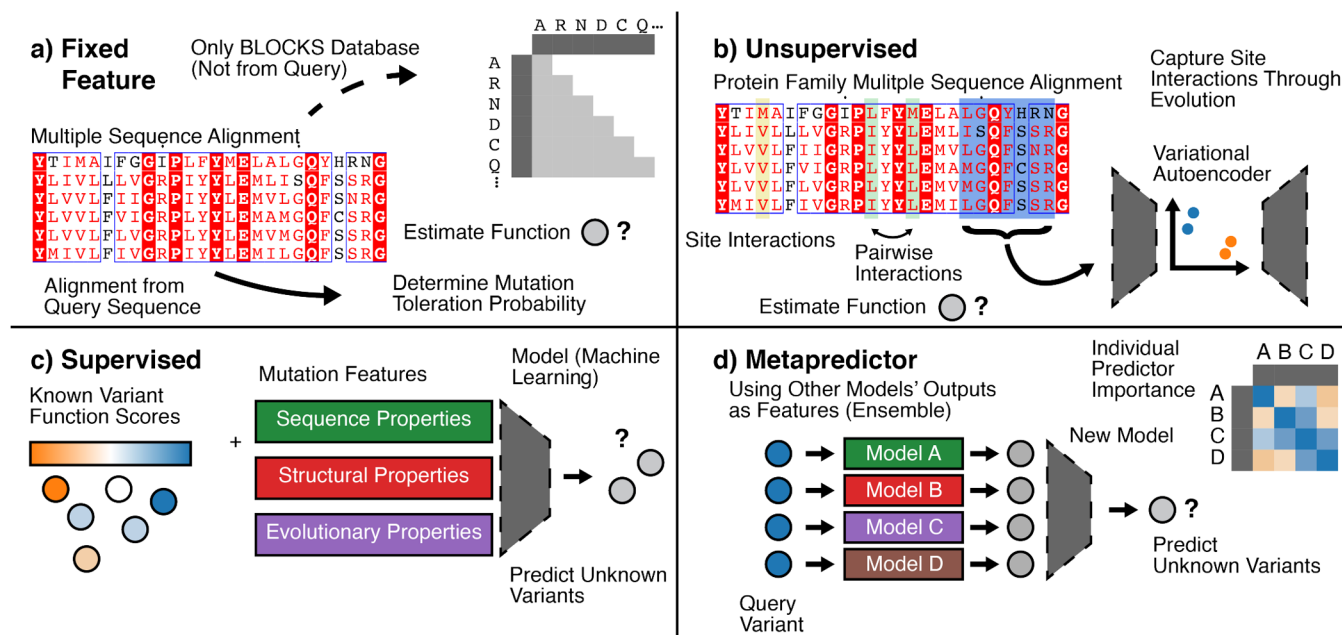 a) Fixed
Feature
Only BLOCKS Database
(Not from Query)
A R N D C Q ...
A
R
N
D
C
Q
...
Multiple Sequence Alignment
YTIMAIFGGIPLFYMELALGQYHRNG
YLIVLLLVGRPIYYLEMLISQFSSRG
YLVVLFIIGRPIYYLEMVLGQFSNRG
YLVVLFVIGRPLYYLEMAMGQFCSRG
YLVVLFIVGRPLYYLEMVMGQFSSRG
YMIVLFIVGRPIYYLEMILGQFSSRG
Estimate Function ?
Alignment from
Query Sequence
Determine Mutation
Toleration Probability
b) Unsupervised
Protein Family Mulitple Sequence Alignment
YTIMAIFGGIPLFYMELALGQYHRNG
YLIVLLLVGRPIYYLEMLISQFSSRG
YLVVLFIIGRPIYYLEMVLGQFSNRG
YLVVLFVIGRPLYYLEMAMGQFCSRG
YLVVLFIVGRPLYYLEMVMGQFSSRG
YMIVLFIVGRPIYYLEMILGQFSSRG
Capture Site
Interactions Through
Evolution
Variational
Autoencoder
Site Interactions
Pairwise
Interactions
Estimate Function ?
c) Supervised
Known Variant
Function Scores
+
Mutation Features
Sequence Properties
Structural Properties
Evolutionary Properties
Model (Machine
Learning)
?
Predict Unknown
Variants
d) Metapredictor
Using Other Models' Outputs
as Features (Ensemble)
Model A
Model B
Model C
Model D
Query
Variant
Individual
Predictor
Importance
New Model
A B C D
A
B
C
D
?
Predict
Unknown Variants